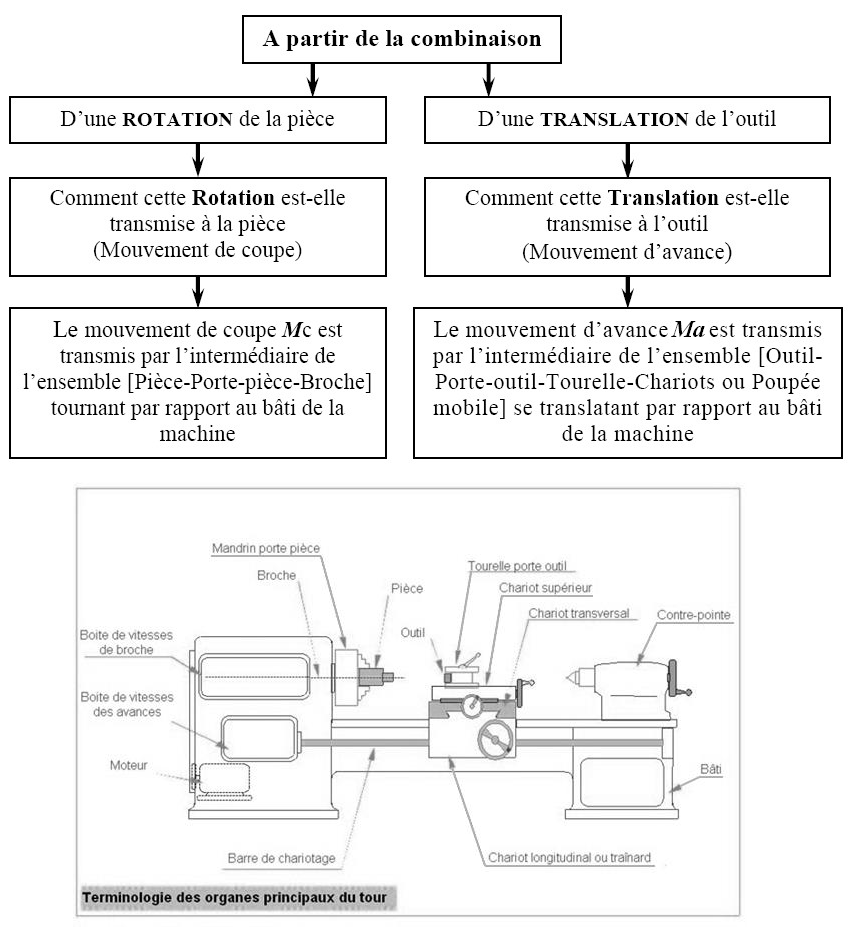 A partir de la combinaison
D’une ROTATION de la pièce
D’une TRANSLATION de l’outil
Comment cette Rotation est-elle
transmise à la pièce
(Mouvement de coupe)
Comment cette Translation est-elle
transmise à l’outil
(Mouvement d’avance)
Le mouvement de coupe Mc est
transmis par l’intermédiaire de
l’ensemble [Pièce-Porte-pièce-Broche]
tournant par rapport au bâti de la
machine
Le mouvement d’avance Ma est transmis
par l’intermédiaire de l’ensemble [Outil-
Porte-outil-Tourelle-Chariots ou Poupée
mobile] se translatant par rapport au bâti
de la machine
Mandrin porte pièce
Broche
Pièce
Tourelle porte outil
Chariot supérieur
Chariot transversal
Contre-pointe
Outil
Boite de vitesses
de broche
Boite de vitesses
des avances
Moteur
Bâti
Barre de chariotage
Chariot longitudinal ou traînard
Terminologie des organes principaux du tour